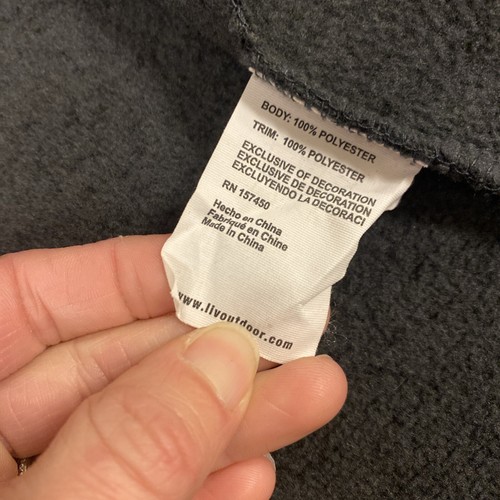 BODY: 100% POLYESTER
TRIM: 100% POLYESTER
EXCLUSIVE OF DECORATION
EXCLUSIVE DE DECORATION
EXCLUYENDO LA DECORACI
RN 157450
Hecho en China
Fabriqué en Chine
Made in China
www.livoutdoor.com